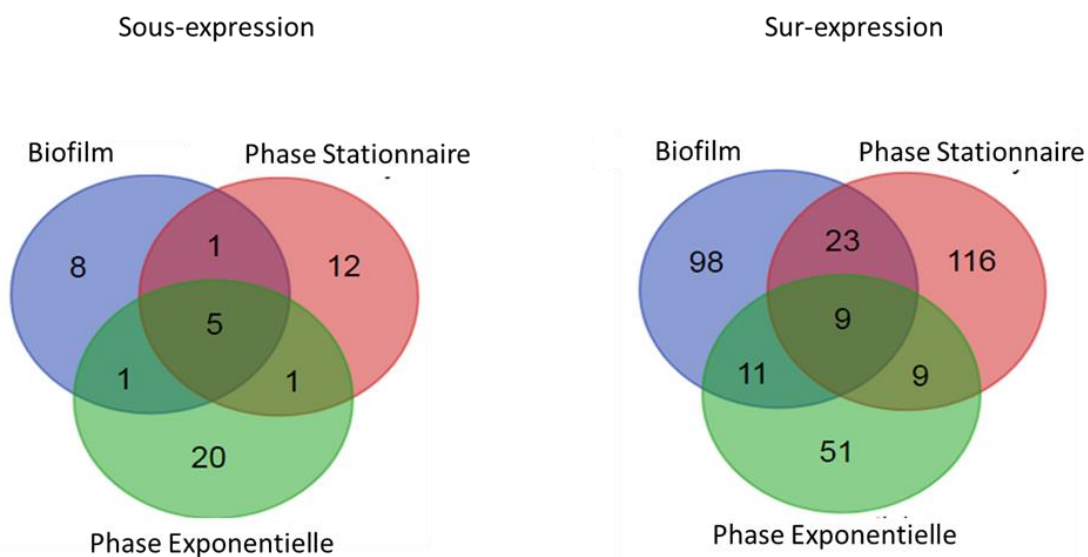 Sous-expression
Sur-expression
Biofilm
Phase Stationnaire
8
1
12
5
1
1
20
Phase Exponentielle
Biofilm
Phase Stationnaire
98
23
116
9
11
9
51
Phase Exponentielle